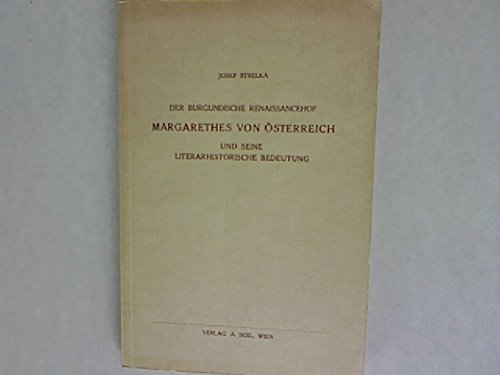 JOSEF STRELKA
DER BURGUNDISCHE RENAISSANCEHOF
MARGARETHES VON ÖSTERREICH
UND SEINE
LITERARHISTORISCHE BEDEUTUNG
VERLAG A. SEXL, WIEN